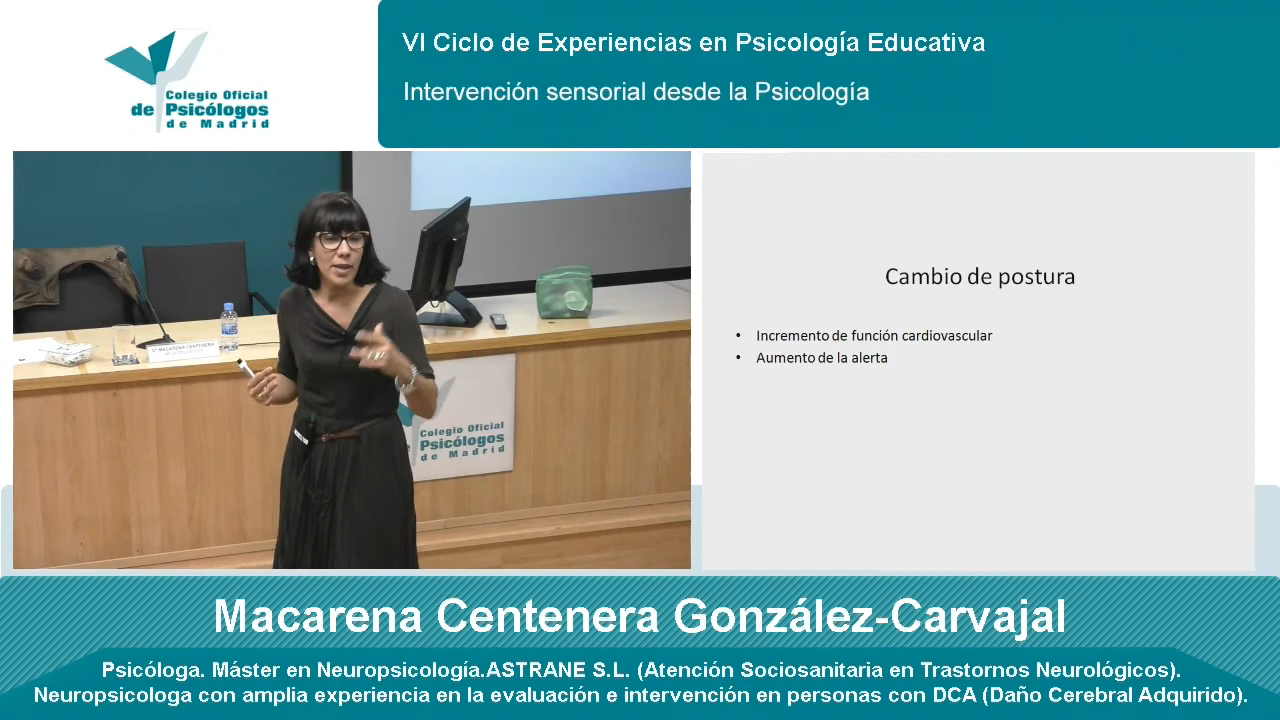 VI Ciclo de Experiencias en Psicología Educativa
Intervención sensorial desde la Psicología
Colegio Oficial
de Psicólogos
de Madrid
Cambio de postura
• Incremento de función cardiovascular
• Aumento de la alerta
MACARENA CENTENERA
Colegio Oficial
Psicólogos
de Madrid
Macarena Centenera González-Carvajal
Psicóloga. Máster en Neuropsicología.ASTRANE S.L. (Atención Sociosanitaria en Trastornos Neurológicos).
Neuropsicologa con amplia experiencia en la evaluación e intervención en personas con DCA (Daño Cerebral Adquirido).